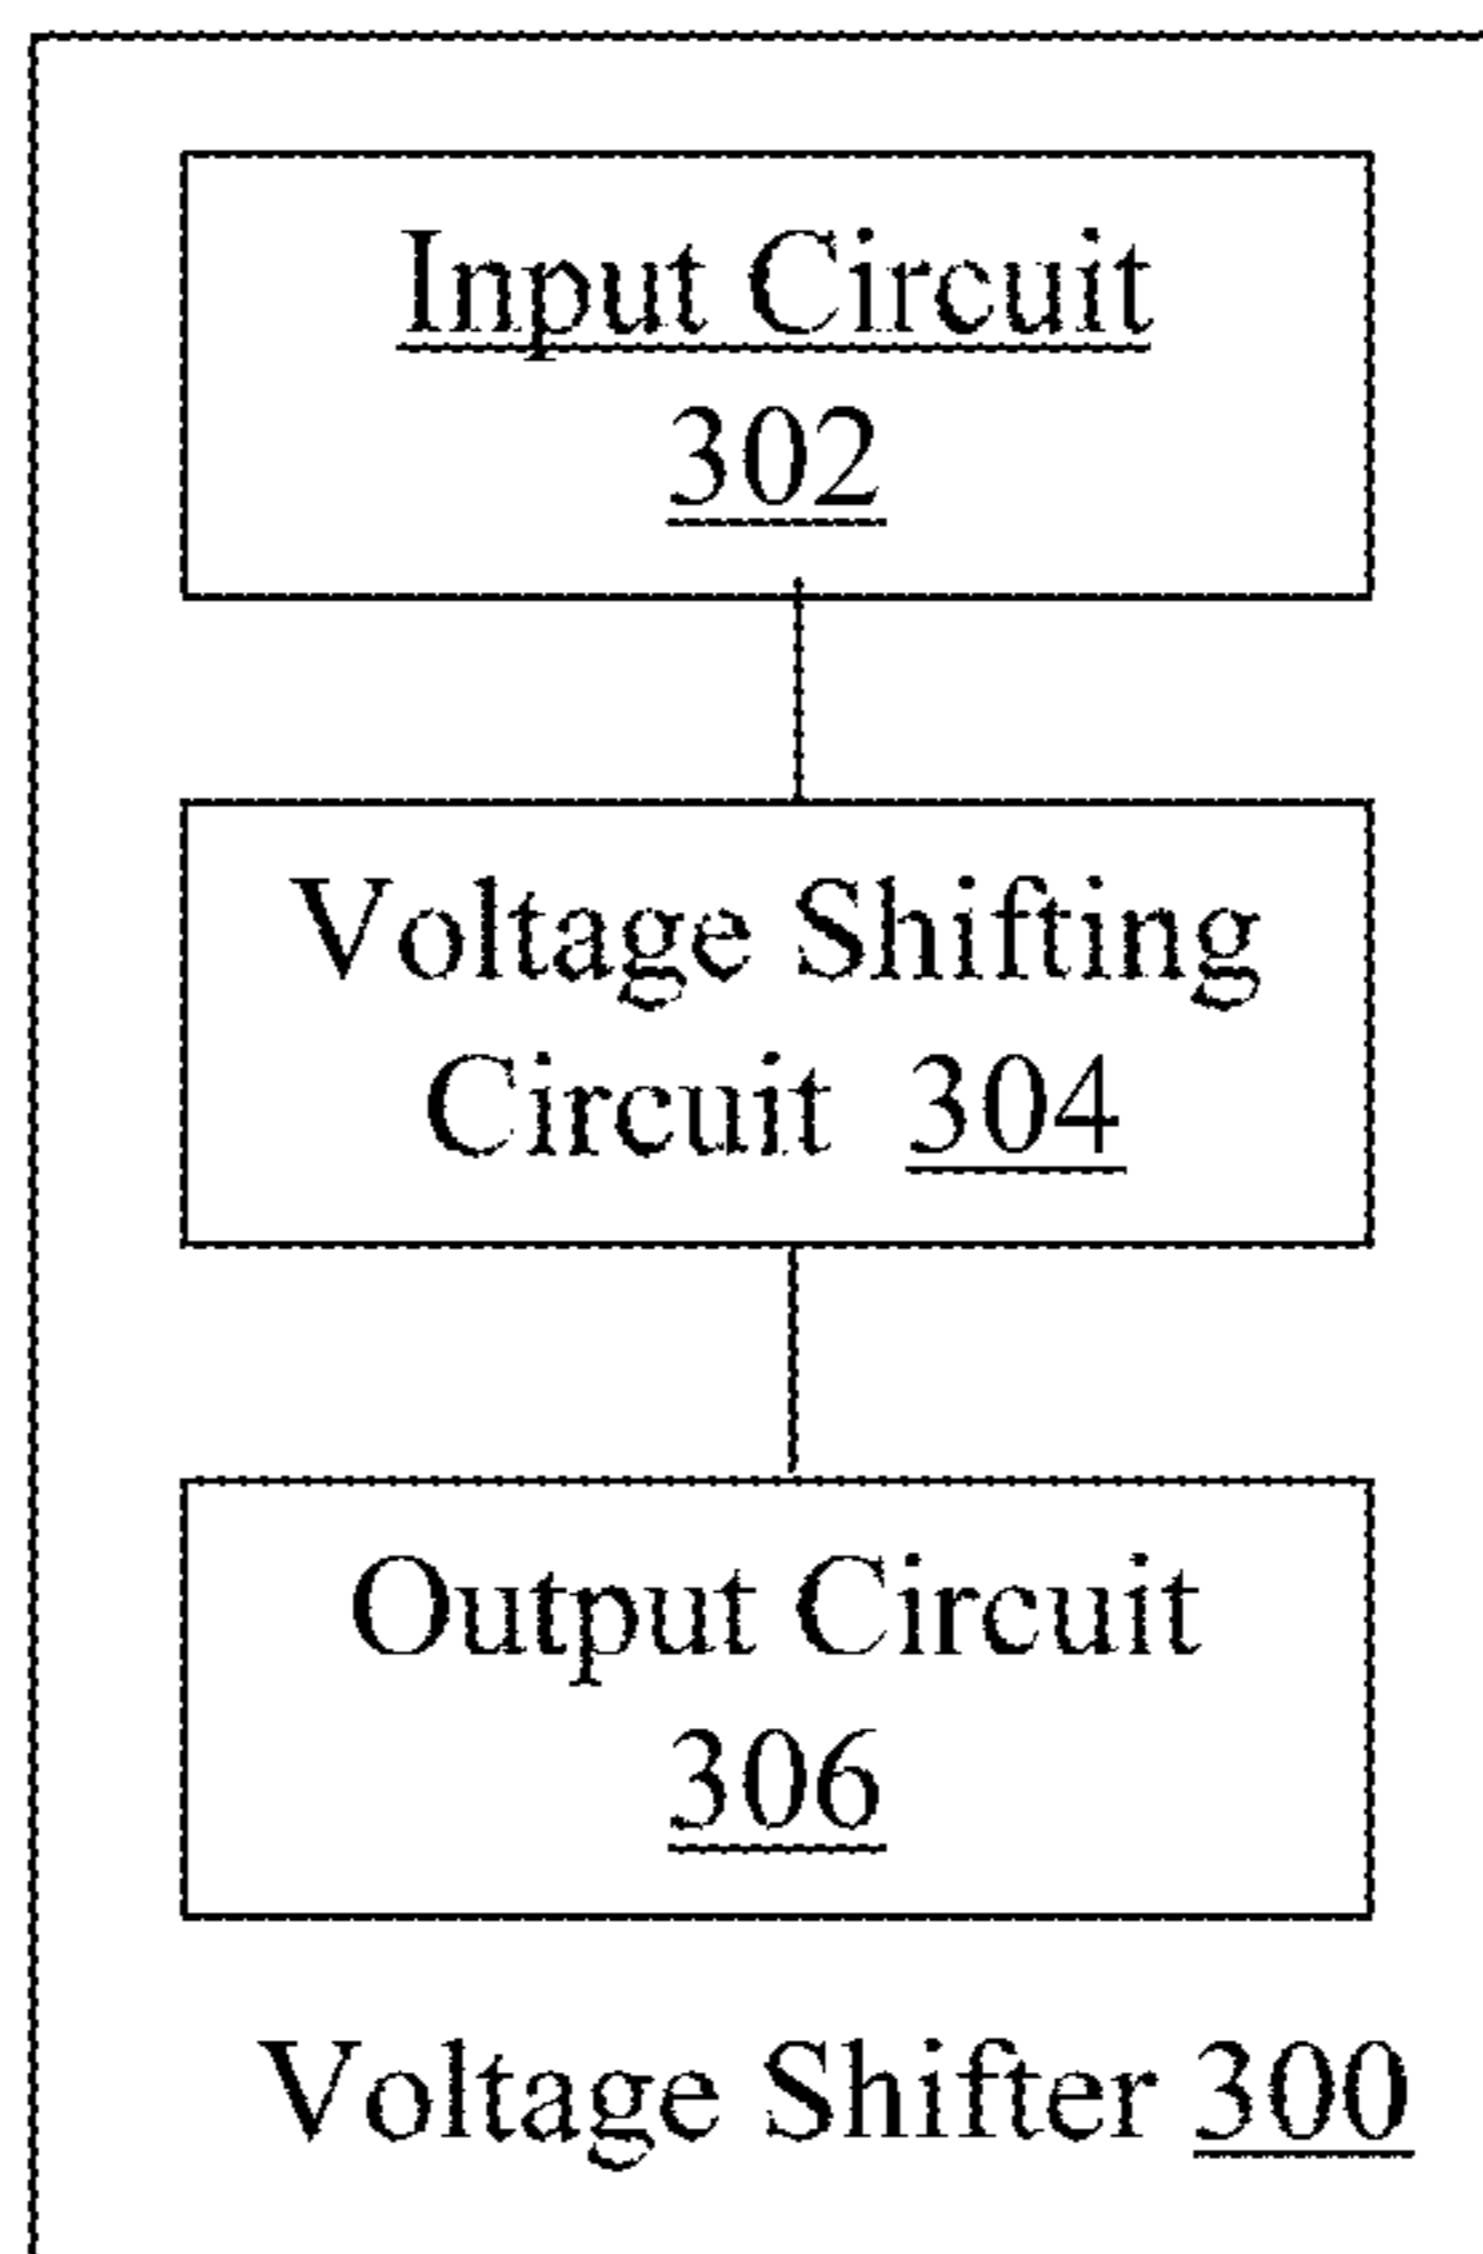 Input Circuit
302
Voltage Shifting
Circuit 304
Output Circuit
306
Voltage Shifter 300